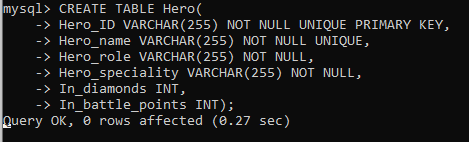 mysql> CREATE TABLE Hero(
    -> Hero_ID VARCHAR(255) NOT NULL UNIQUE PRIMARY KEY,
    -> Hero_name VARCHAR(255) NOT NULL UNIQUE,
    -> Hero_role VARCHAR(255) NOT NULL,
    -> Hero_speciality VARCHAR(255) NOT NULL,
    -> In_diamonds INT,
    -> In_battle_points INT);
Query OK, 0 rows affected (0.27 sec)